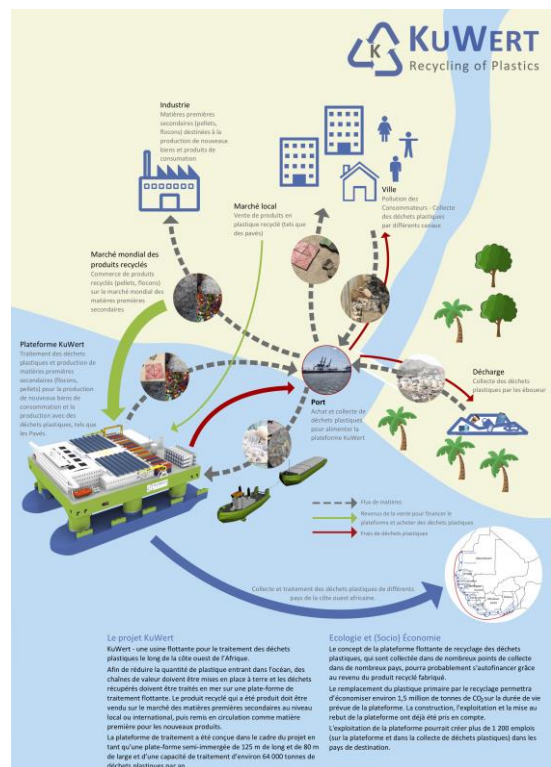 K
KUWERT
Recycling of Plastics
Industrie
Matières premières
secondaires (pellets,
flocons) destinées à la
production de nouveaux
biens et produits de
consumation
Ville
Pollution des
Consommateurs - Collecte
des déchets plastiques
par différents canaux
Marché local
Vente de produits en
plastique recyclé (tels que
des pavés)
Marché mondial des
produits recyclés
Commerce de produits
recyclés (pellets, flocons)
sur le marché mondial des
matières premières
secondaires
Plateforme KuWert
Traitement des déchets
plastiques et production de
matières premières
secondaires (flocons,
pellets) pour la production
de nouveaux biens de
consommation et la
production avec des
déchets plastiques, tels que
les Pavés.
Port
Achat et collecte de
déchets plastiques
pour alimenter la
plateforme KuWert
Décharge
Collecte des déchets
plastiques par les éboueur
Flux de matières
Revenus de la vente pour financer le
plateforme et acheter des déchets plastiques
Frais de déchets plastiques
Collecte et traitement des déchets plastiques de différents
pays de la côte ouest africaine.
Le projet KuWert
KuWert - une usine flottante pour le traitement des déchets
plastiques le long de la côte ouest de l'Afrique.
Afin de réduire la quantité de plastique entrant dans l'océan, des
chaînes de valeur doivent être mises en place à terre et les déchets
récupérés doivent être traités en mer sur une plate-forme de
traitement flottante. Le produit recyclé qui a été produit doit être
vendu sur le marché des matières premières secondaires au niveau
local ou international, puis remis en circulation comme matière
première pour les nouveaux produits.
La plateforme de traitement a été conçue dans le cadre du projet en
tant qu'une plate-forme semi-immergée de 125 m de long et de 80 m
de large et d'une capacité de traitement d'environ 64 000 tonnes de
déchets plastiques par an.
Ecologie et (Socio) Économie
Le concept de la plateforme flottante de recyclage des déchets
plastiques, qui sont collectée dans de nombreux points de collecte
dans de nombreux pays, pourra probablement s'autofinancer grâce
au revenu du produit recyclé fabriqué.
Le remplacement du plastique primaire par le recyclage permettra
d'économiser environ 1,5 million de tonnes de CO₂sur la durée de vie
prévue de la plateforme. La construction, l'exploitation et la mise au
rebut de la plateforme ont déjà été pris en compte.
L'exploitation de la plateforme pourrait créer plus de 1 200 emplois
(sur la plateforme et dans la collecte de déchets plastiques) dans les
pays de destination.